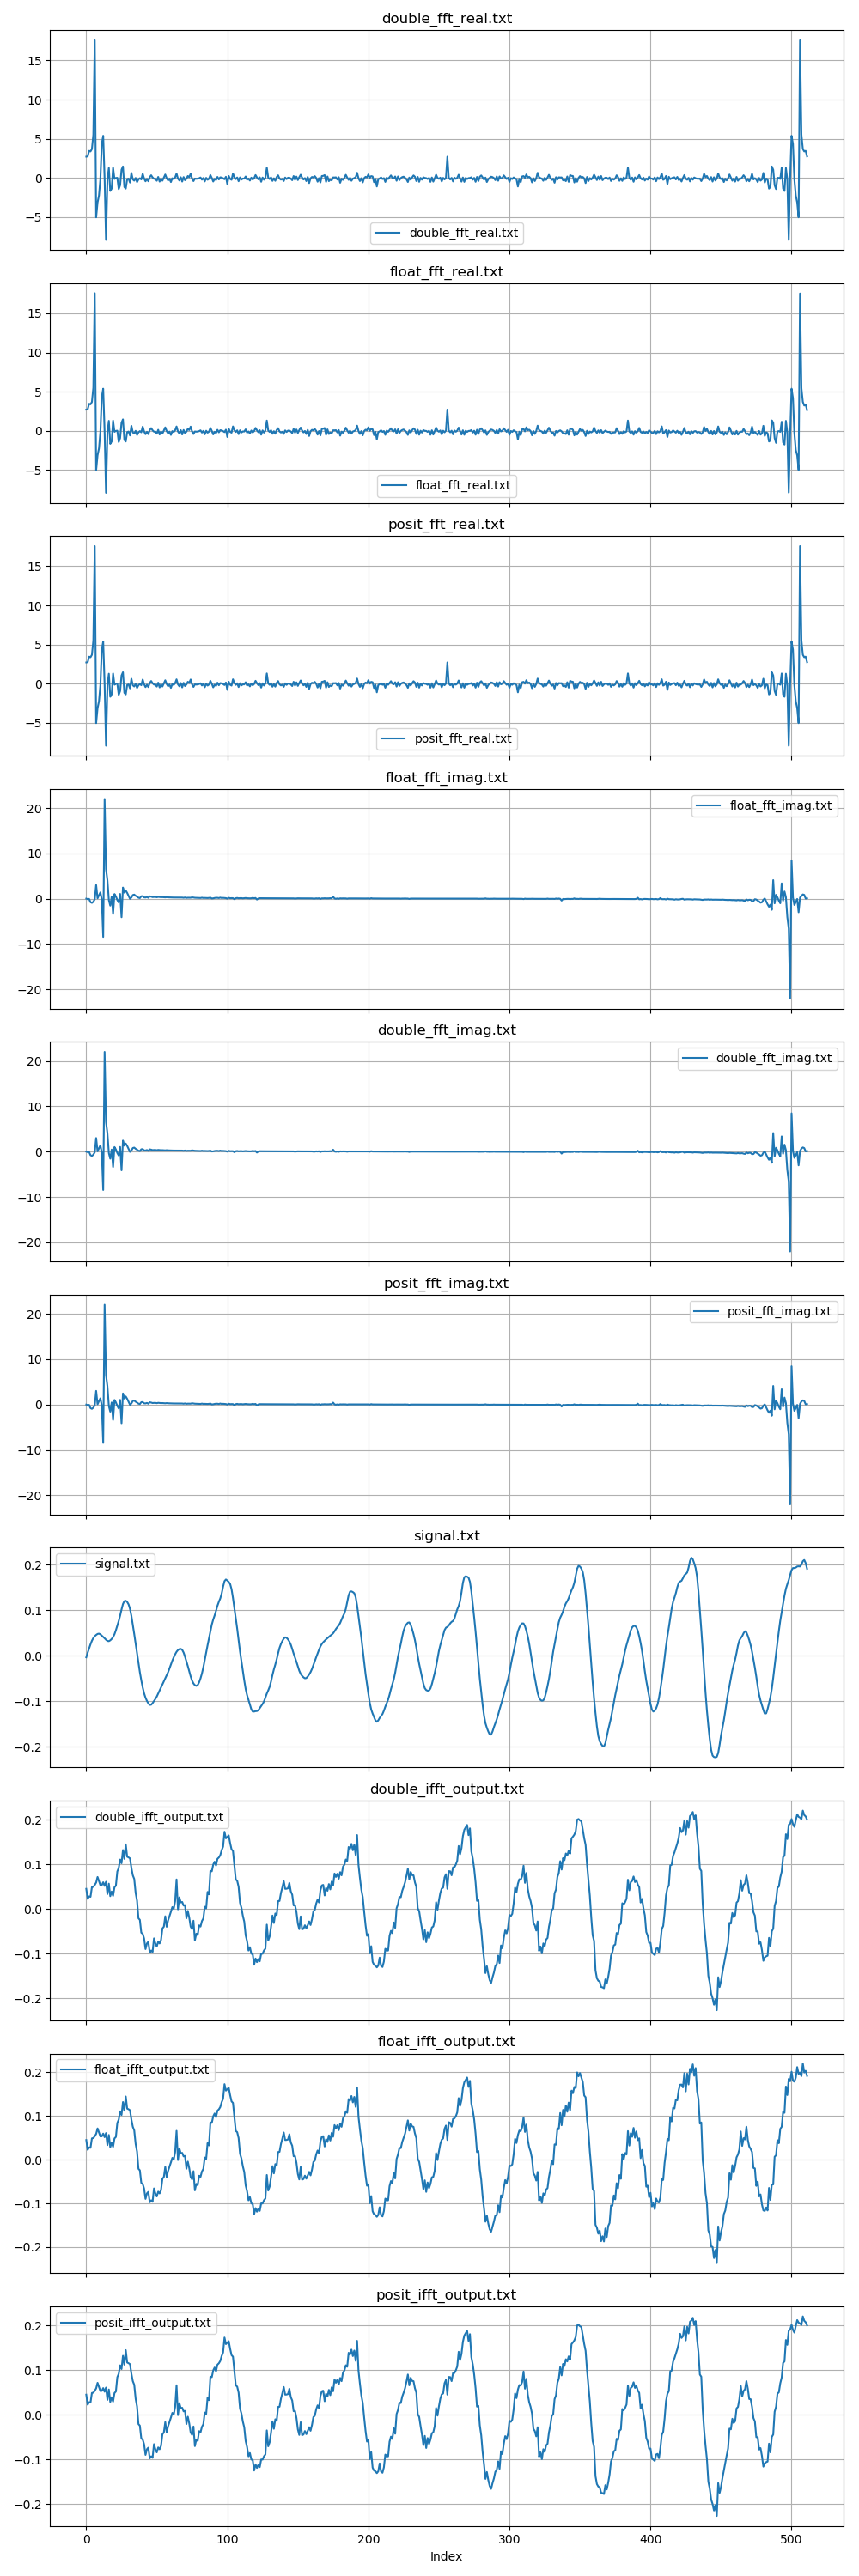 double_fft_real.txt
15
10
5
0
−5
double_fft_real.txt
float_fft_real.txt
15
10
5
0
−5
float_fft_real.txt
posit_fft_real.txt
15
10
5
0
−5
posit_fft_real.txt
float_fft_imag.txt
float_fft_imag.txt
20
10
0
−10
−20
double_fft_imag.txt
double_fft_imag.txt
20
10
0
−10
−20
posit_fft_imag.txt
posit_fft_imag.txt
20
10
0
−10
−20
signal.txt
signal.txt
0.2
0.1
0.0
−0.1
−0.2
double_ifft_output.txt
double_ifft_output.txt
0.2
0.1
0.0
−0.1
−0.2
float_ifft_output.txt
float_ifft_output.txt
0.2
0.1
0.0
−0.1
−0.2
posit_ifft_output.txt
posit_ifft_output.txt
0.2
0.1
0.0
−0.1
−0.2
0 100 200 300 400 500
Index